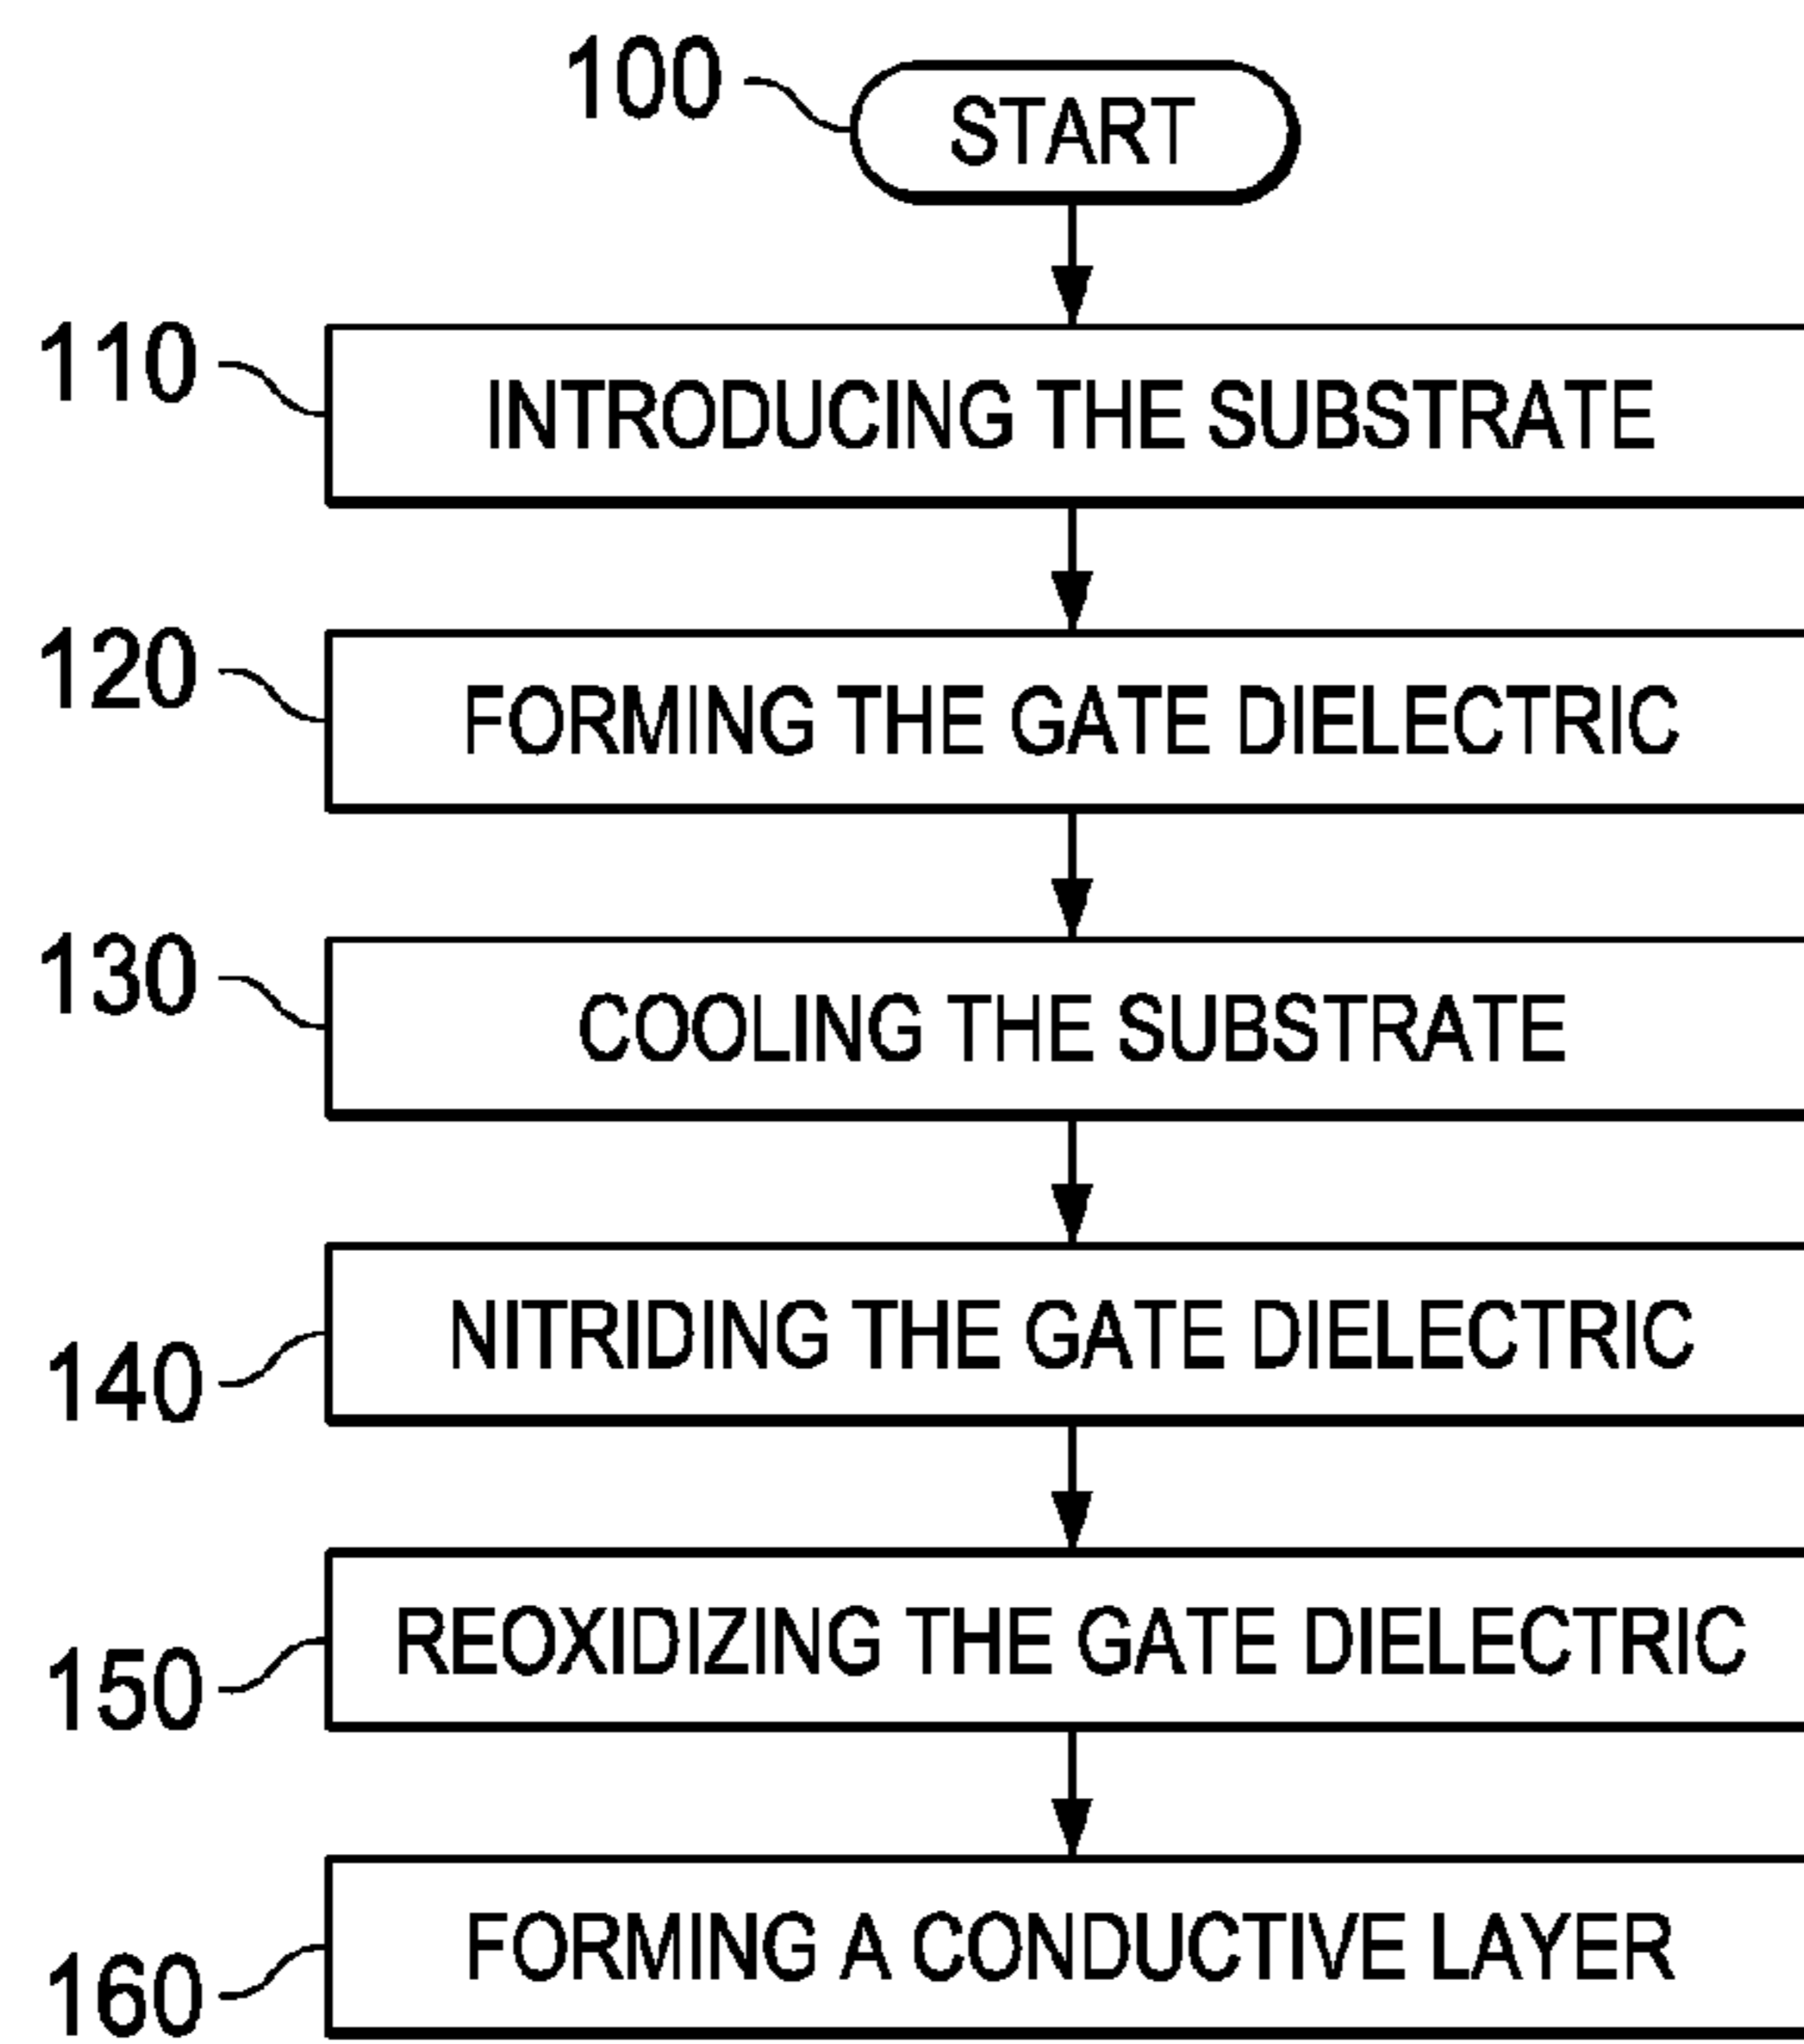 100
START
110
INTRODUCING THE SUBSTRATE
120
FORMING THE GATE DIELECTRIC
130
COOLING THE SUBSTRATE
140
NITRIDING THE GATE DIELECTRIC
150
REOXIDIZING THE GATE DIELECTRIC
160
FORMING A CONDUCTIVE LAYER